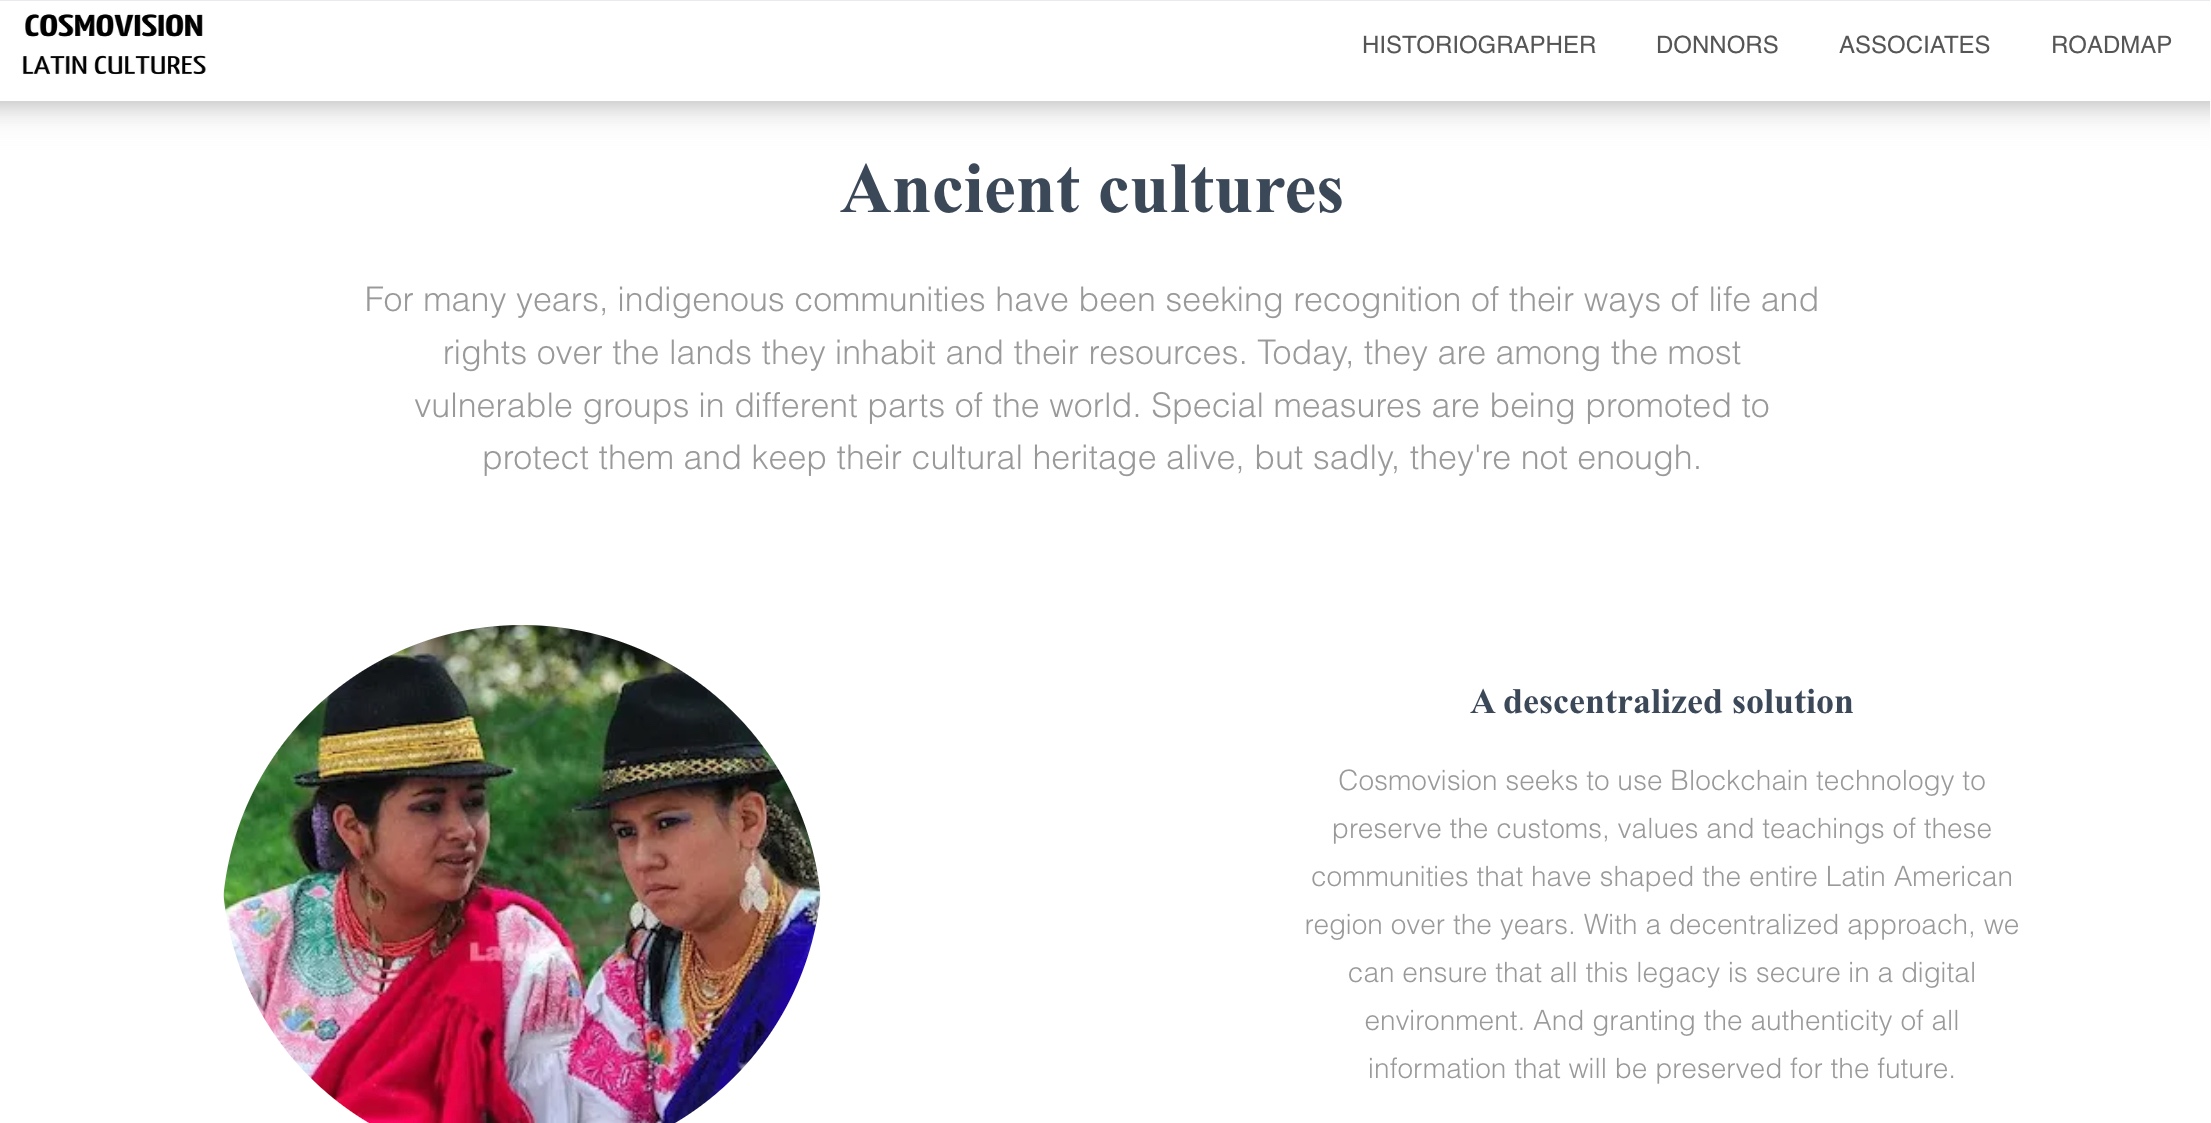 COSMOVISION
LATIN CULTURES
HISTORIOGRAPHER DONNORS ASSOCIATES ROADMAP
Ancient cultures
For many years, indigenous communities have been seeking recognition of their ways of life and
rights over the lands they inhabit and their resources. Today, they are among the most
vulnerable groups in different parts of the world. Special measures are being promoted to
protect them and keep their cultural heritage alive, but sadly, they're not enough.
A descentralized solution
Cosmovision seeks to use Blockchain technology to
preserve the customs, values and teachings of these
communities that have shaped the entire Latin American
region over the years. With a decentralized approach, we
can ensure that all this legacy is secure in a digital
environment. And granting the authenticity of all
information that will be preserved for the future.